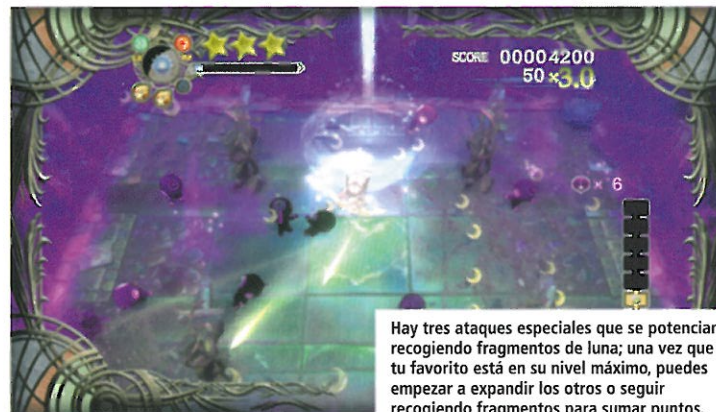 SCORE 00004200
50 ×3.0
× 6
Hay tres ataques especiales que se potencian
recogiendo fragmentos de luna; una vez que
tu favorito está en su nivel máximo, puedes
empezar a expandir los otros o seguir
recogiendo fragmentos para sumar puntos